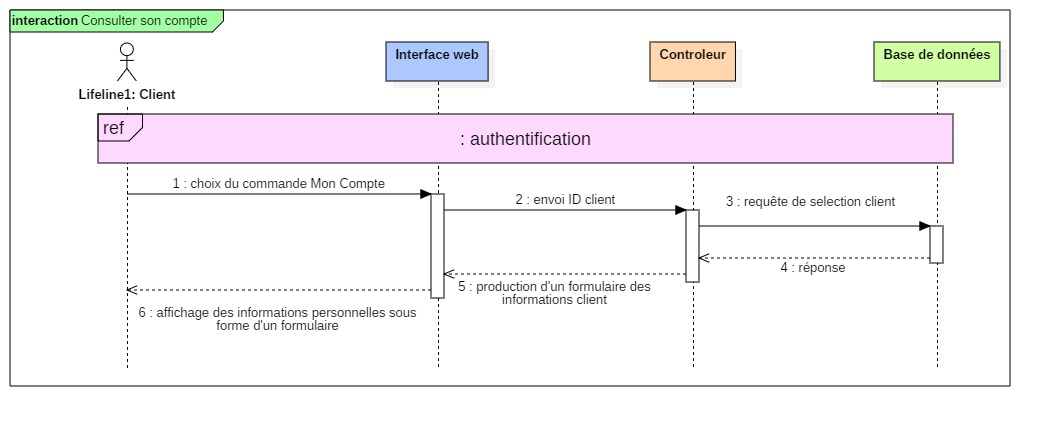 interaction Consulter son compte
Interface web
Controleur
Base de données
Lifeline1: Client
ref
: authentification
1 : choix du commande Mon Compte
2 : envoi ID client
3 : requête de selection client
4 : réponse
5 : production d'un formulaire des
informations client
6 : affichage des informations personnelles sous
forme d'un formulaire